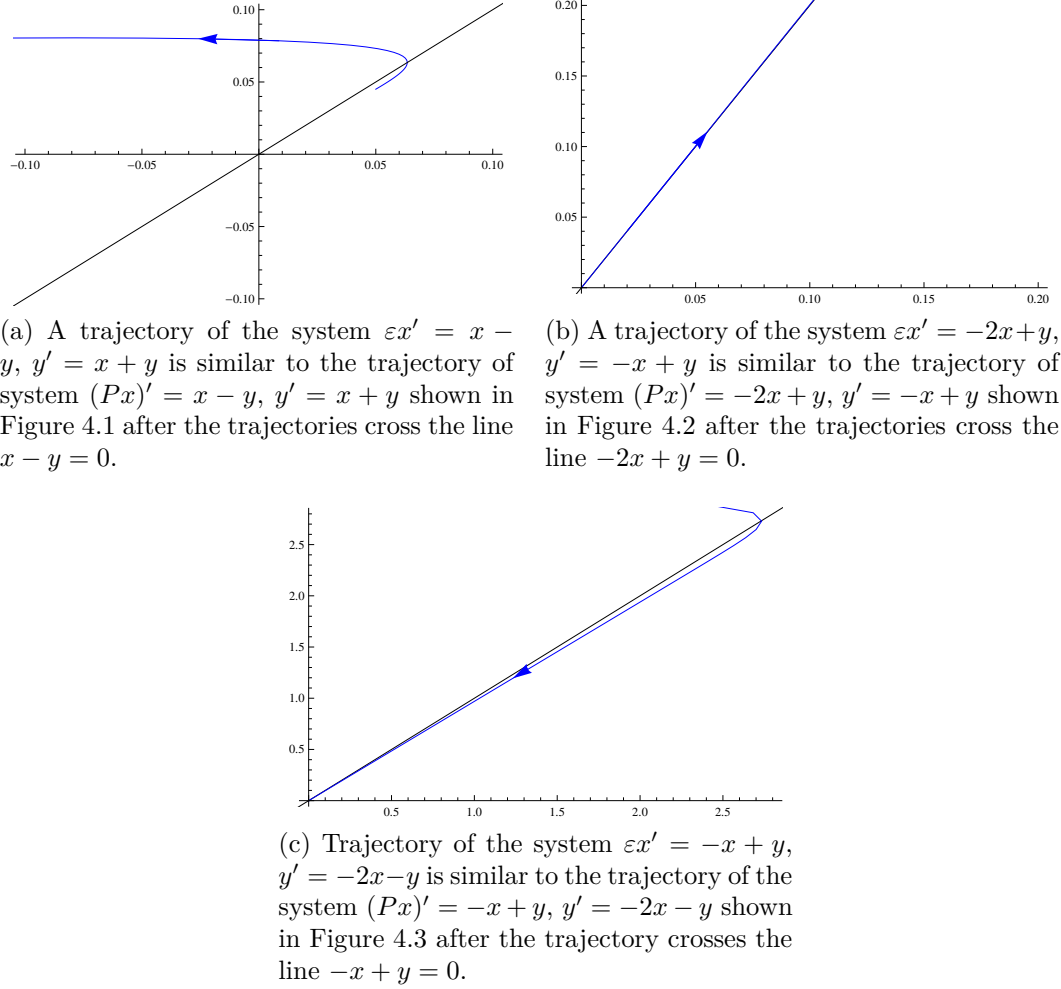 0.10
0.05
−0.10 −0.05 0.05 0.10
−0.05
−0.10
0.20
0.15
0.10
0.05
0.05 0.10 0.15 0.20
(a) A trajectory of the system εx′ = x −
y, y′ = x + y is similar to the trajectory of
system (Px)′ = x − y, y′ = x + y shown in
Figure 4.1 after the trajectories cross the line
x − y = 0.
(b) A trajectory of the system εx′ = −2x+y,
y′ = −x + y is similar to the trajectory of
system (Px)′ = −2x + y, y′ = −x + y shown
in Figure 4.2 after the trajectories cross the
line −2x + y = 0.
2.5
2.0
1.5
1.0
0.5
0.5 1.0 1.5 2.0 2.5
(c) Trajectory of the system εx′ = −x + y,
y′ = −2x−y is similar to the trajectory of the
system (Px)′ = −x + y, y′ = −2x − y shown
in Figure 4.3 after the trajectory crosses the
line −x + y = 0.